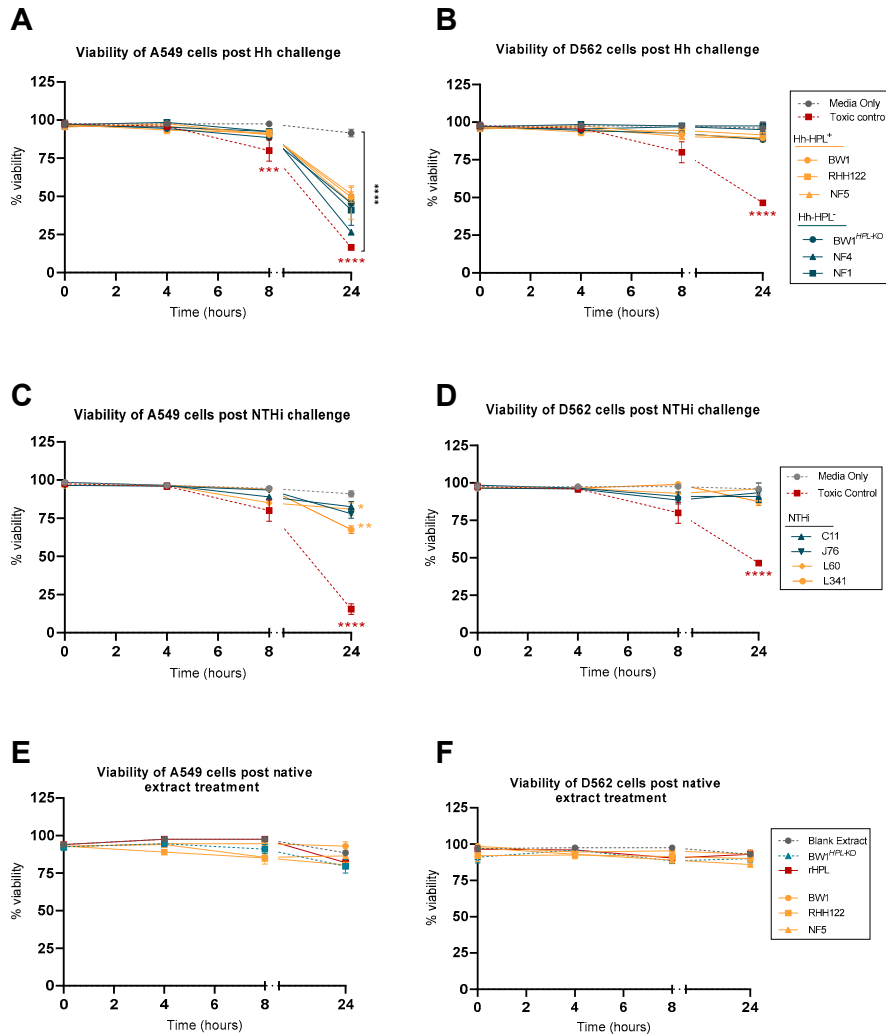 A
Viability of A549 cells post Hh challenge
% viability
125
100
75
50
25
0
***
****
****
0
2
4
6
8
24
Time (hours)
B
Viability of D562 cells post Hh challenge
% viability
125
100
75
50
25
0
****
0
2
4
6
8
24
Time (hours)
Media Only
Toxic control
Hh-HPL+
BW1
RHH122
NF5
Hh-HPL-
BW1HPL-KO
NF4
NF1
C
Viability of A549 cells post NTHi challenge
% viability
125
100
75
50
25
0
*
**
****
0
2
4
6
8
24
Time (hours)
D
Viability of D562 cells post NTHi challenge
% viability
125
100
75
50
25
0
****
0
2
4
6
8
24
Time (hours)
Media Only
Toxic Control
NTHi
C11
J76
L60
L341
E
Viability of A549 cells post native
extract treatment
% viability
125
100
75
50
25
0
0
2
4
6
8
24
Time (hours)
F
Viability of D562 cells post native
extract treatment
% viability
125
100
75
50
25
0
0
2
4
6
8
24
Time (hours)
Blank Extract
BW1HPL-KO
rHPL
BW1
RHH122
NF5